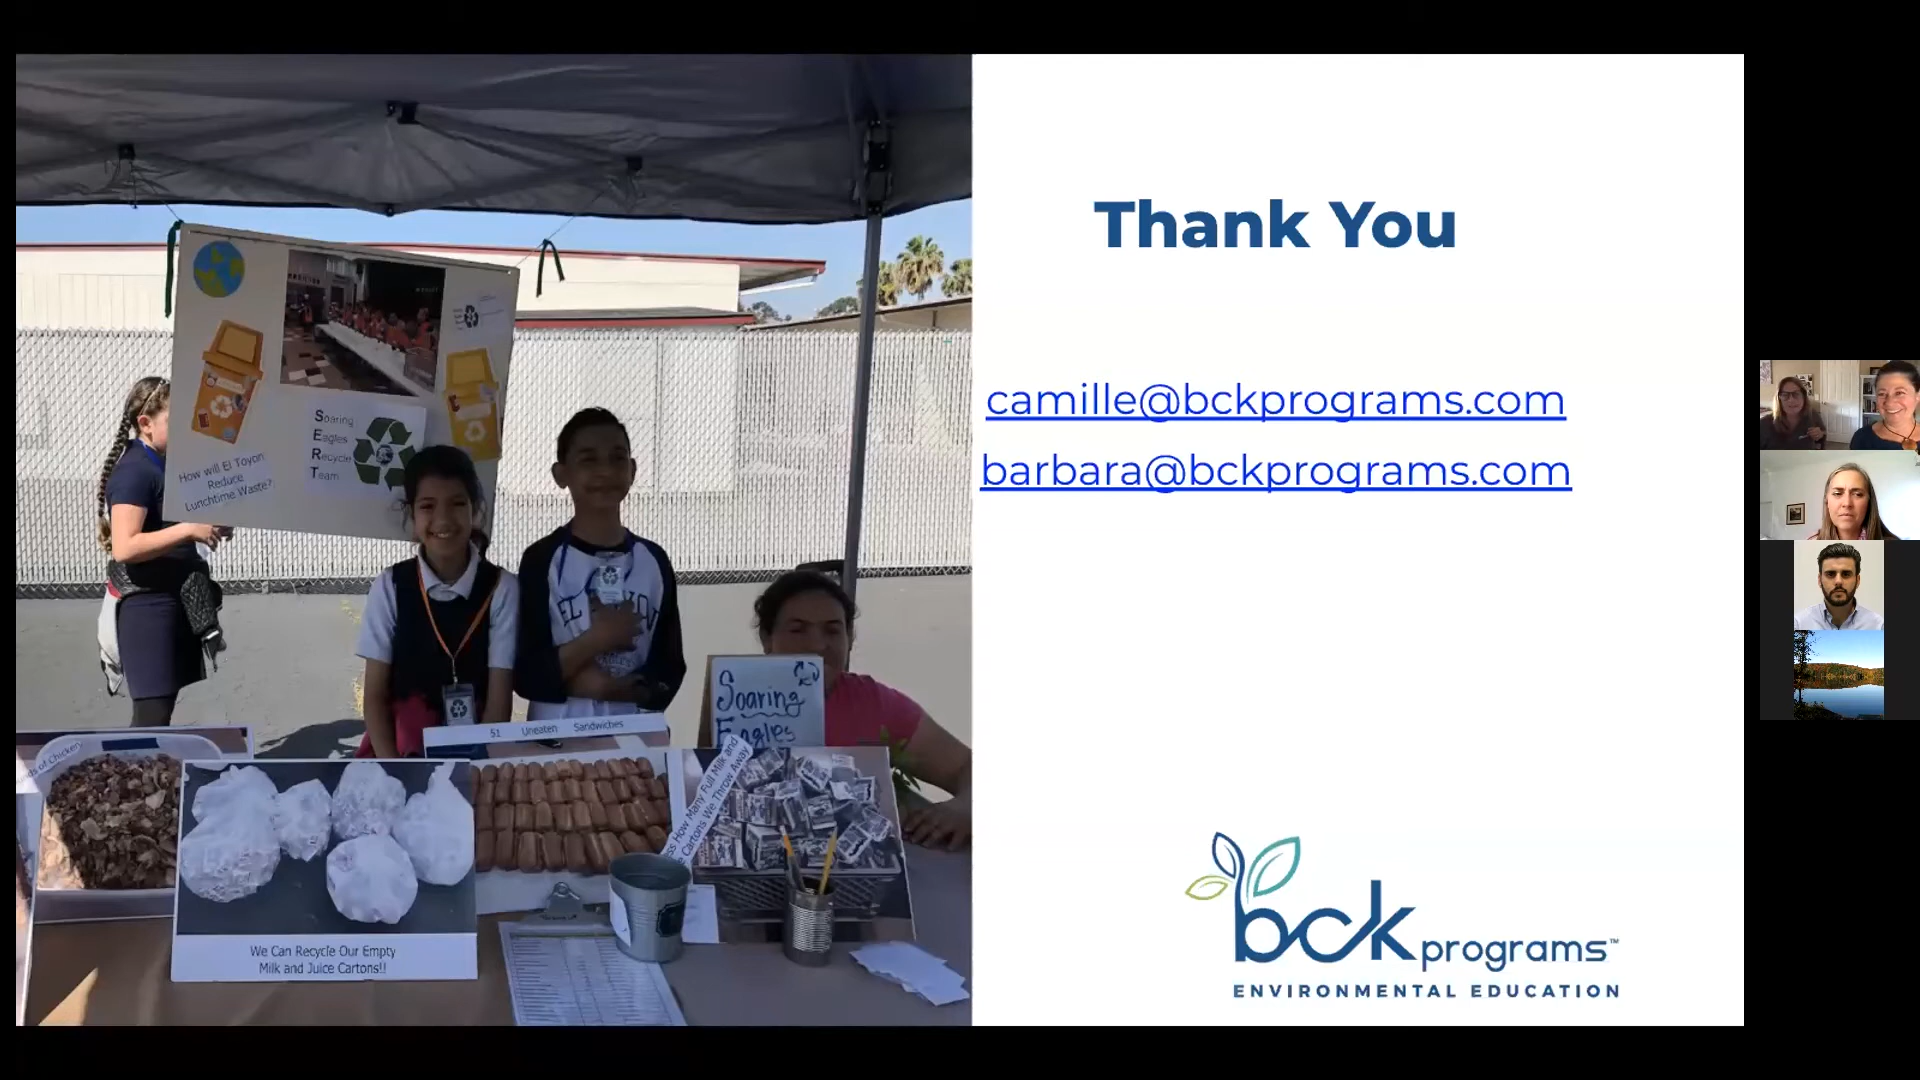 Thank You
camille@bckprograms.com
barbara@bckprograms.com
bck programs™
ENVIRONMENTAL EDUCATION
Soaring
Eagles
Recycle
Team
How will El Toyon
Reduce
Lunchtime Waste?
EL
Soaring
Eagles
51 Uneaten Sandwiches
How Many Full Milk and
Cartons We Throw Away
We Can Recycle Our Empty
Milk and Juice Cartons!!